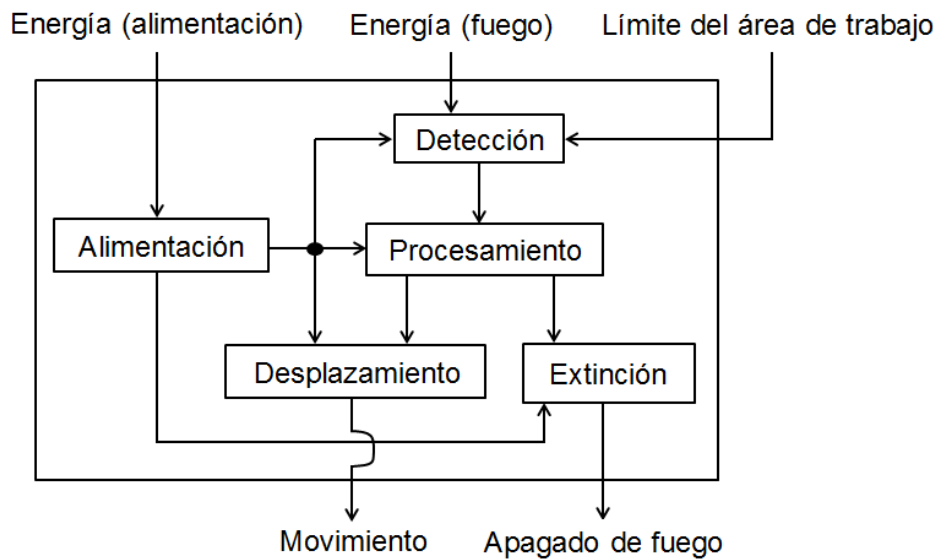 Energía (alimentación)
Energía (fuego)
Límite del área de trabajo
Detección
Alimentación
Procesamiento
Desplazamiento
Extinción
Movimiento
Apagado de fuego